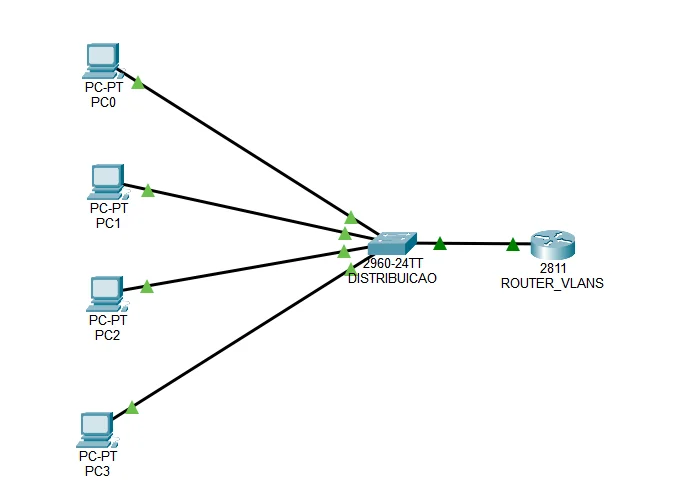 PC-PT
PC0
PC-PT
PC1
PC-PT
PC2
PC-PT
PC3
2960-24TT
DISTRIBUICAO
2811
ROUTER_VLANS